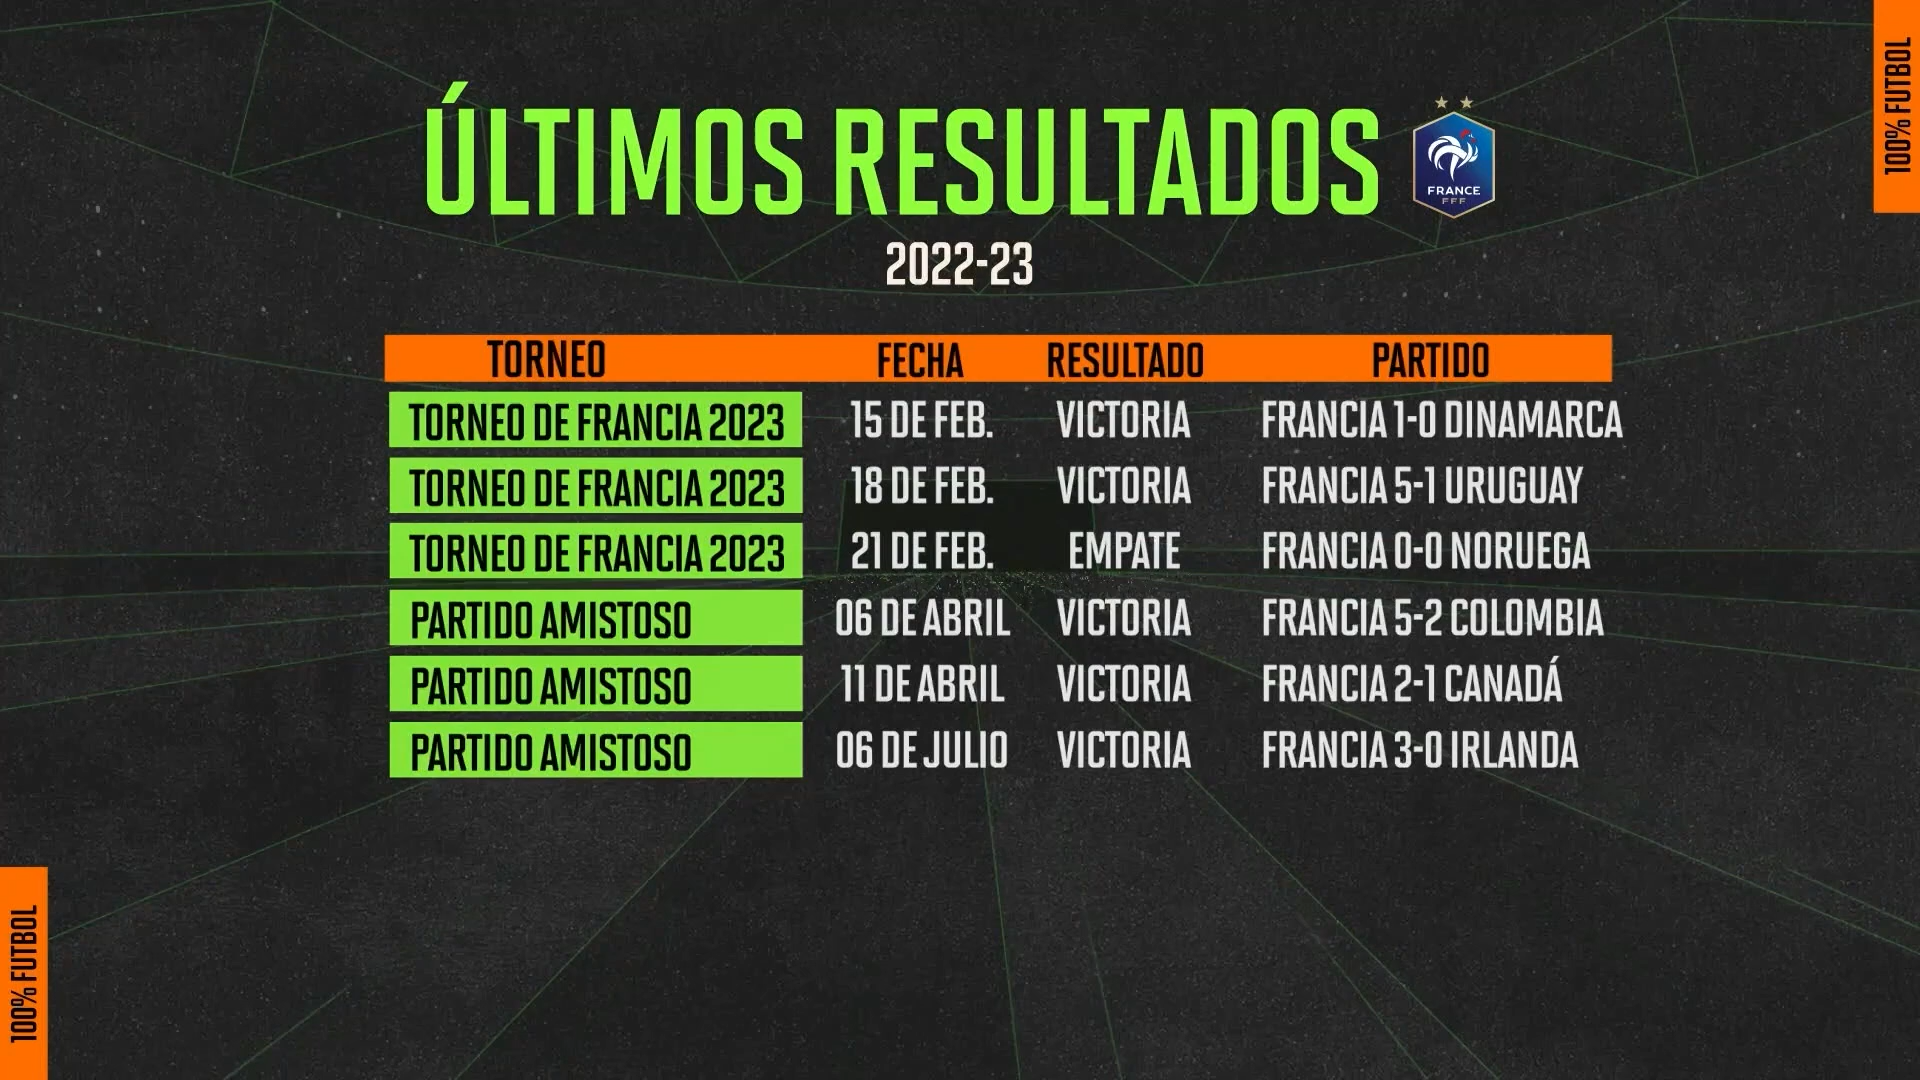 100% FUTBOL
ÚLTIMOS RESULTADOS
FRANCE
FFF
2022-23
TORNEO FECHA RESULTADO PARTIDO
TORNEO DE FRANCIA 2023 15 DE FEB. VICTORIA FRANCIA 1-0 DINAMARCA
TORNEO DE FRANCIA 2023 18 DE FEB. VICTORIA FRANCIA 5-1 URUGUAY
TORNEO DE FRANCIA 2023 21 DE FEB. EMPATE FRANCIA 0-0 NORUEGA
PARTIDO AMISTOSO 06 DE ABRIL VICTORIA FRANCIA 5-2 COLOMBIA
PARTIDO AMISTOSO 11 DE ABRIL VICTORIA FRANCIA 2-1 CANADÁ
PARTIDO AMISTOSO 06 DE JULIO VICTORIA FRANCIA 3-0 IRLANDA
100% FUTBOL